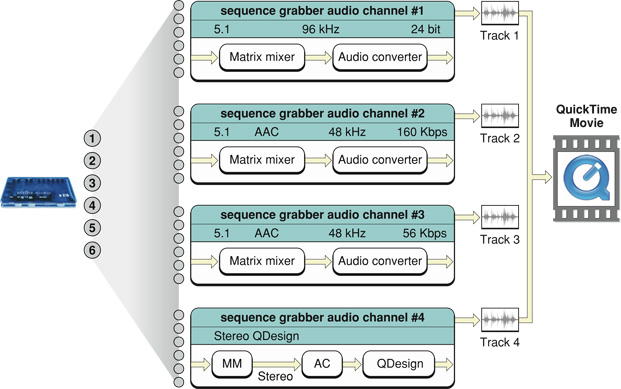 sequence grabber audio channel #1
5.1 96 kHz 24 bit
Matrix mixer Audio converter
Track 1
sequence grabber audio channel #2
5.1 AAC 48 kHz 160 Kbps
Matrix mixer Audio converter
Track 2
QuickTime
Movie
1
2
3
4
5
6
sequence grabber audio channel #3
5.1 AAC 48 kHz 56 Kbps
Matrix mixer Audio converter
Track 3
sequence grabber audio channel #4
Stereo QDesign
MM AC QDesign
Stereo
Track 4